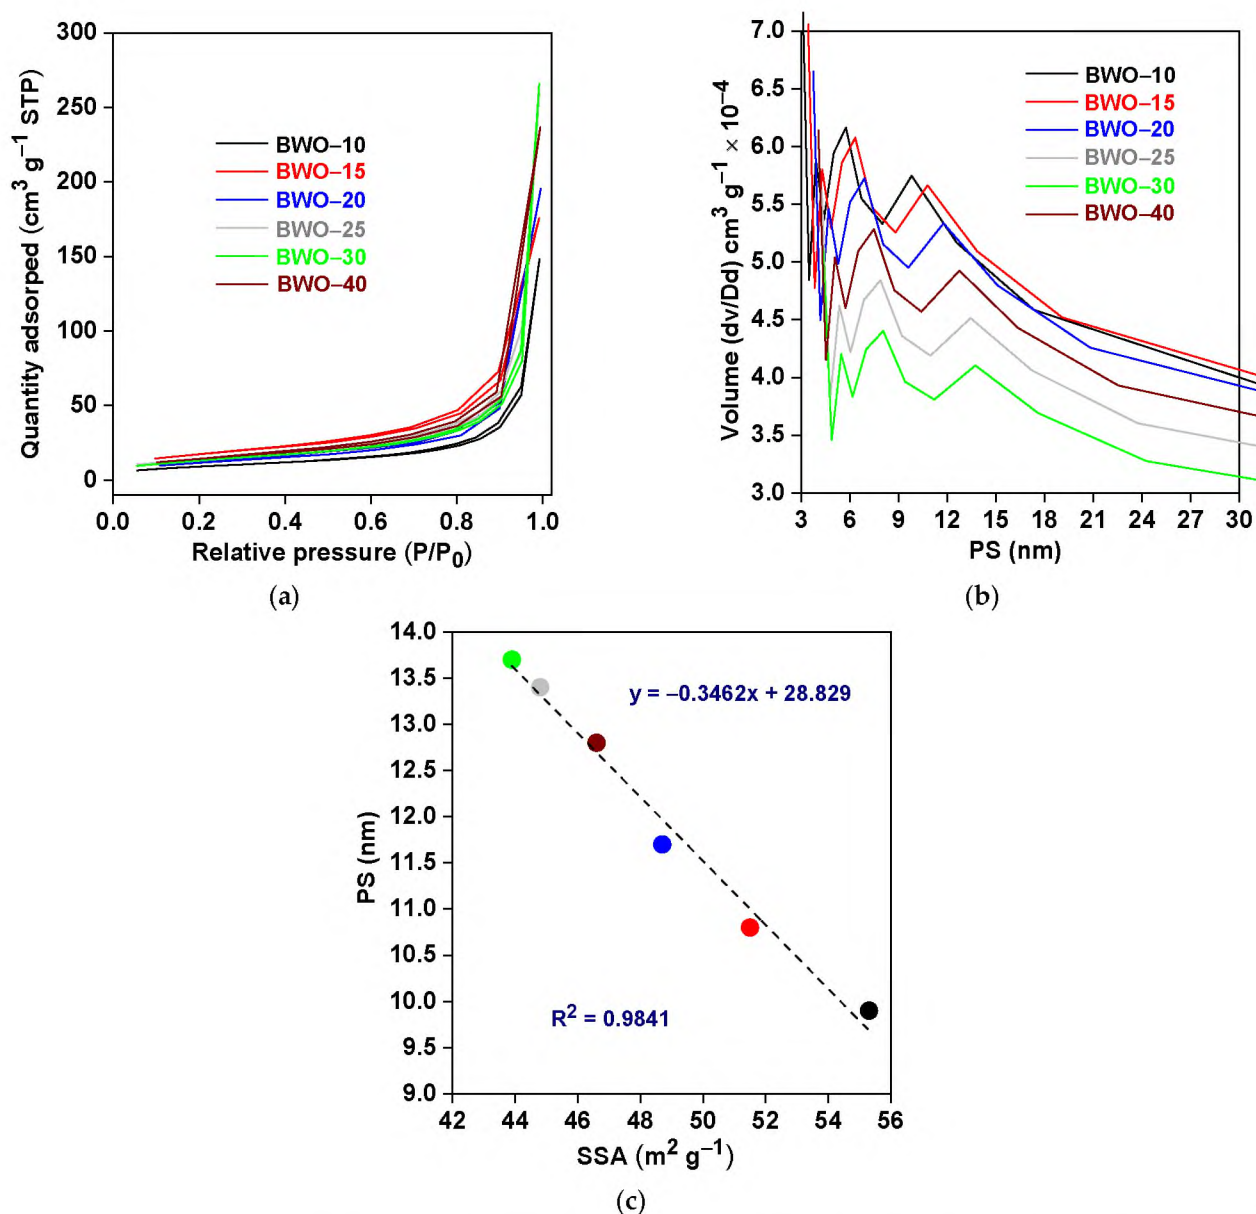 300
250
200
150
100
50
0
Quantity adsorped (cm³ g⁻¹ STP)
BWO–10
BWO–15
BWO–20
BWO–25
BWO–30
BWO–40
0.0 0.2 0.4 0.6 0.8 1.0
Relative pressure (P/P₀)
(a)
7.0
6.5
6.0
5.5
5.0
4.5
4.0
3.5
3.0
Volume (dv/Dd) cm³ g⁻¹ × 10⁻⁴
BWO–10
BWO–15
BWO–20
BWO–25
BWO–30
BWO–40
3 6 9 12 15 18 21 24 27 30
PS (nm)
(b)
14.0
13.5
13.0
12.5
12.0
11.5
11.0
10.5
10.0
9.5
9.0
PS (nm)
y = –0.3462x + 28.829
R² = 0.9841
42 44 46 48 50 52 54 56
SSA (m² g⁻¹)
(c)